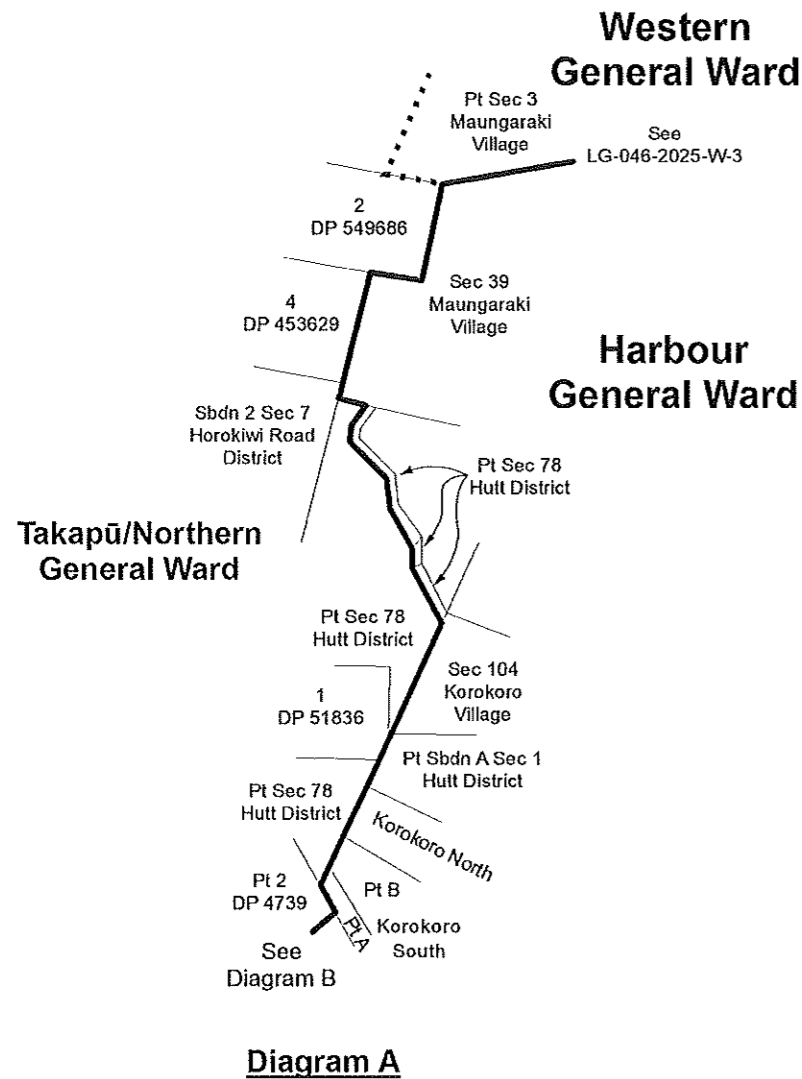 Western
General Ward
Pt Sec 3
Maungaraki
Village
See
LG-046-2025-W-3
2
DP 549686
Sec 39
Maungaraki
Village
4
DP 453629
Harbour
General Ward
Sbdn 2 Sec 7
Horokiwi Road
District
Pt Sec 78
Hutt District
Takapū/Northern
General Ward
Pt Sec 78
Hutt District
Sec 104
Korokoro
Village
1
DP 51836
Pt Sbdn A Sec 1
Hutt District
Pt Sec 78
Hutt District
Korokoro North
Pt 2
DP 4739
Pt B
Pt A
Korokoro
South
See
Diagram B
Diagram A